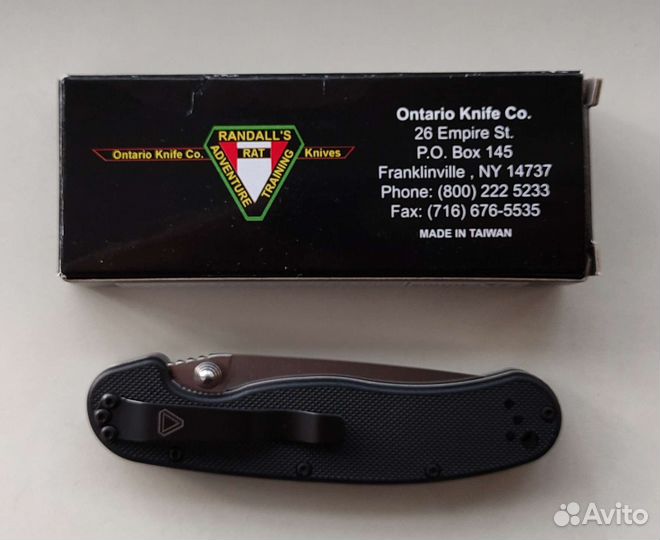 Ontario Knife Co.
RANDALL'S
ADVENTURE
RAT
TRAINING
Knives
Ontario Knife Co.
26 Empire St.
P.O. Box 145
Franklinville , NY 14737
Phone: (800) 222 5233
Fax: (716) 676-5535
MADE IN TAIWAN
Avito